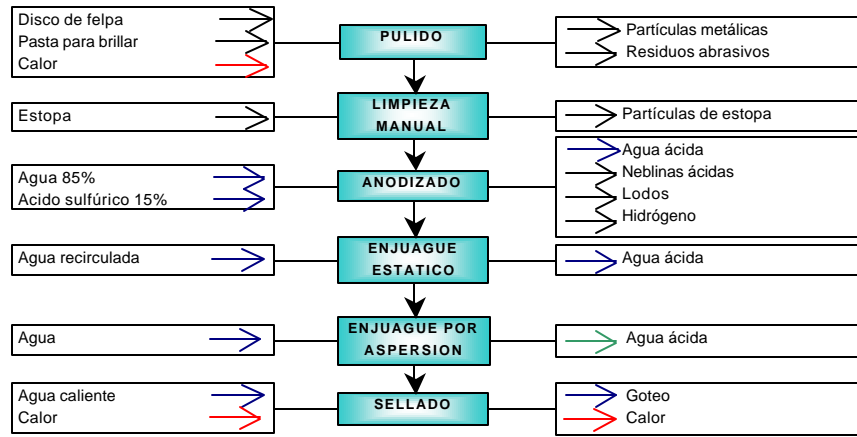 Disco de felpa
Pasta para brillar
Calor
PULIDO
Partículas metálicas
Residuos abrasivos
Estopa
LIMPIEZA
MANUAL
Partículas de estopa
Agua 85%
Acido sulfúrico 15%
ANODIZADO
Agua ácida
Neblinas ácidas
Lodos
Hidrógeno
Agua recirculada
ENJUAGUE
ESTATICO
Agua ácida
Agua
ENJUAGUE POR
ASPERSION
Agua ácida
Agua caliente
Calor
SELLADO
Goteo
Calor